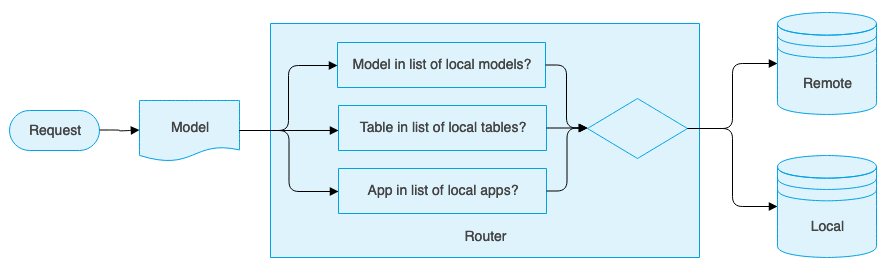 Request
Model
Model in list of local models?
Table in list of local tables?
App in list of local apps?
Router
Remote
Local